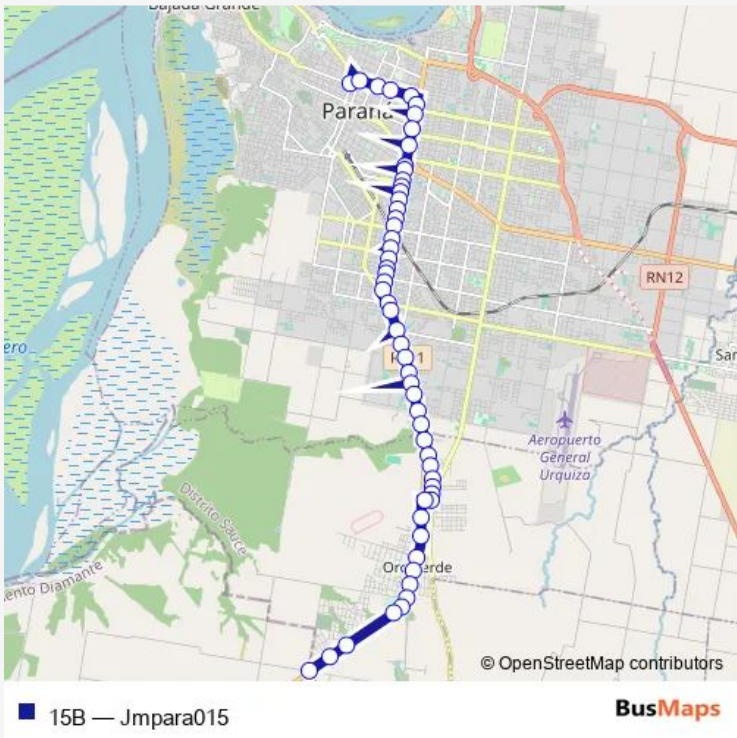 Bajada Grande
Paraná
RN12
San
ero
Aeropuerto
General
Urquiza
Distrito Sauce
Oro Verde
ento Diamante
© OpenStreetMap contributors
15B — Jmpara015
BusMaps